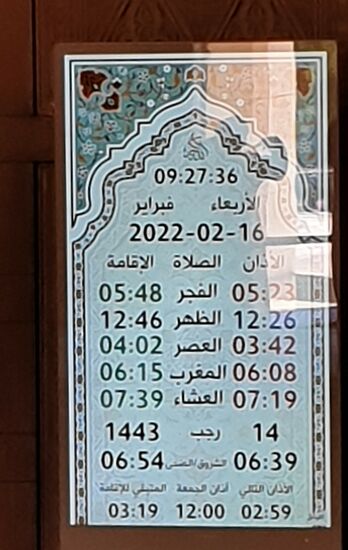 09:27:36
الأربعاء فبراير
2022-02-16
الأذان الصلاة الإقامة
05:23 الفجر 05:48
12:26 الظهر 12:46
03:42 العصر 04:02
06:08 المغرب 06:15
07:19 العشاء 07:39
14 رجب 1443
06:39 الشروق/الضحى 06:54
الأذان التالي أذان الجمعة المتبقي للإقامة
02:59 12:00 03:19